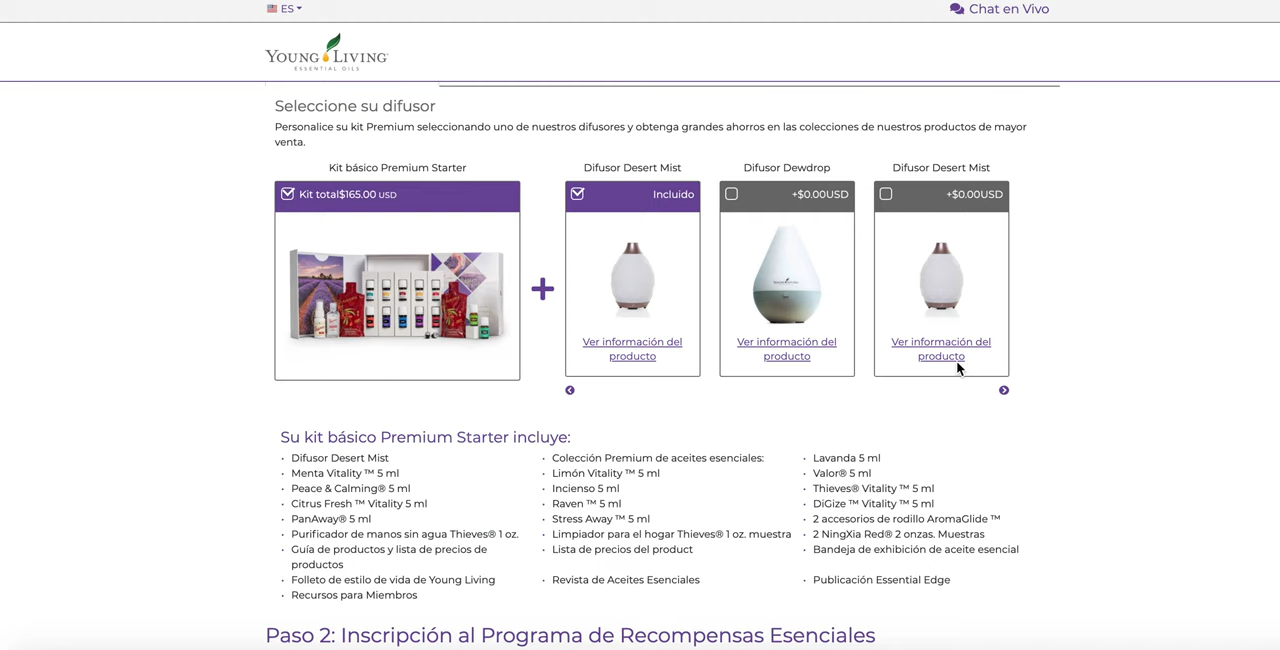 ES
Chat en Vivo
YOUNG LIVING
ESSENTIAL OILS
Seleccione su difusor
Personalice su kit Premium seleccionando uno de nuestros difusores y obtenga grandes ahorros en las colecciones de nuestros productos de mayor
venta.
Kit básico Premium Starter
Difusor Desert Mist
Difusor Dewdrop
Difusor Desert Mist
Kit total$165.00 USD
Incluido
+$0.00USD
+$0.00USD
Ver información del
producto
Ver información del
producto
Ver información del
producto
Su kit básico Premium Starter incluye:
· Difusor Desert Mist
· Colección Premium de aceites esenciales:
· Lavanda 5 ml
· Menta Vitality ™ 5 ml
· Limón Vitality ™ 5 ml
· Valor® 5 ml
· Peace & Calming® 5 ml
· Incienso 5 ml
· Thieves® Vitality ™ 5 ml
· Citrus Fresh ™ Vitality 5 ml
· Raven ™ 5 ml
· DiGize ™ Vitality ™ 5 ml
· PanAway® 5 ml
· Stress Away ™ 5 ml
· 2 accesorios de rodillo AromaGlide ™
· Purificador de manos sin agua Thieves® 1 oz.
· Limpiador para el hogar Thieves® 1 oz. muestra
· 2 NingXia Red® 2 onzas. Muestras
· Guía de productos y lista de precios de
productos
· Lista de precios del product
· Bandeja de exhibición de aceite esencial
· Folleto de estilo de vida de Young Living
· Revista de Aceites Esenciales
· Publicación Essential Edge
· Recursos para Miembros
Paso 2: Inscripción al Programa de Recompensas Esenciales